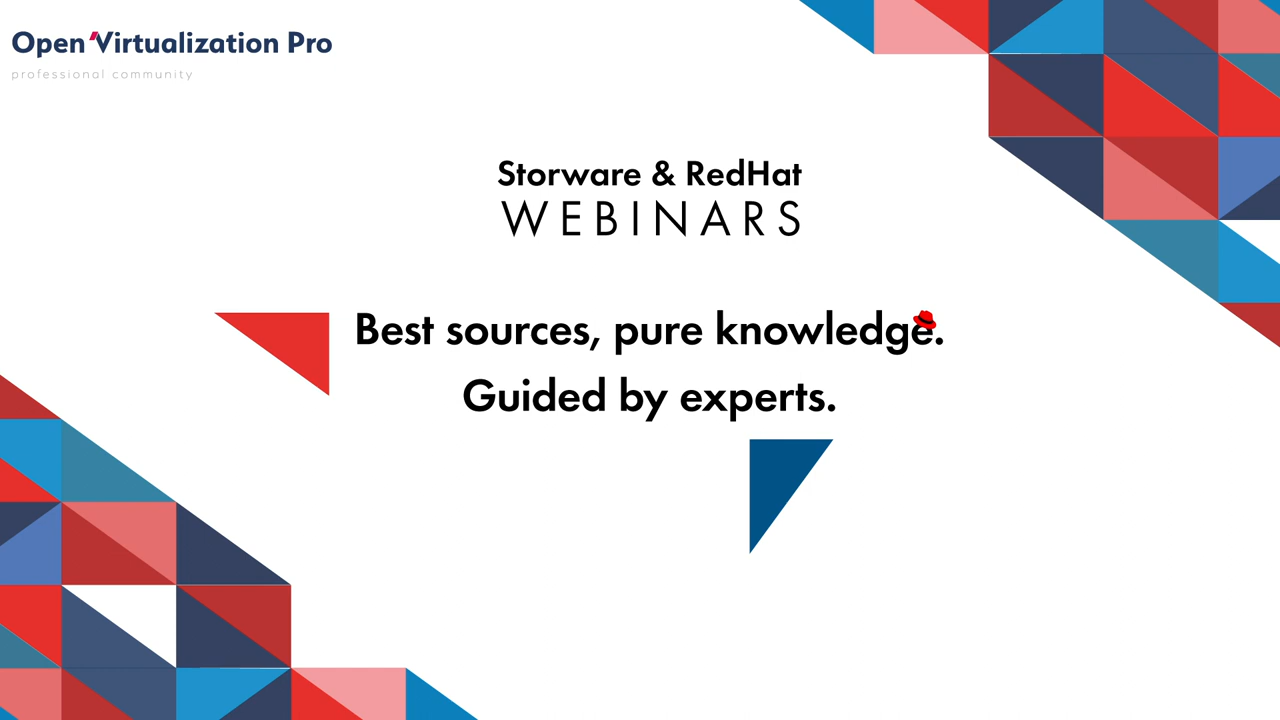 Open Virtualization Pro
professional community
Storware & RedHat
WEBINARS
Best sources, pure knowledge.
Guided by experts.